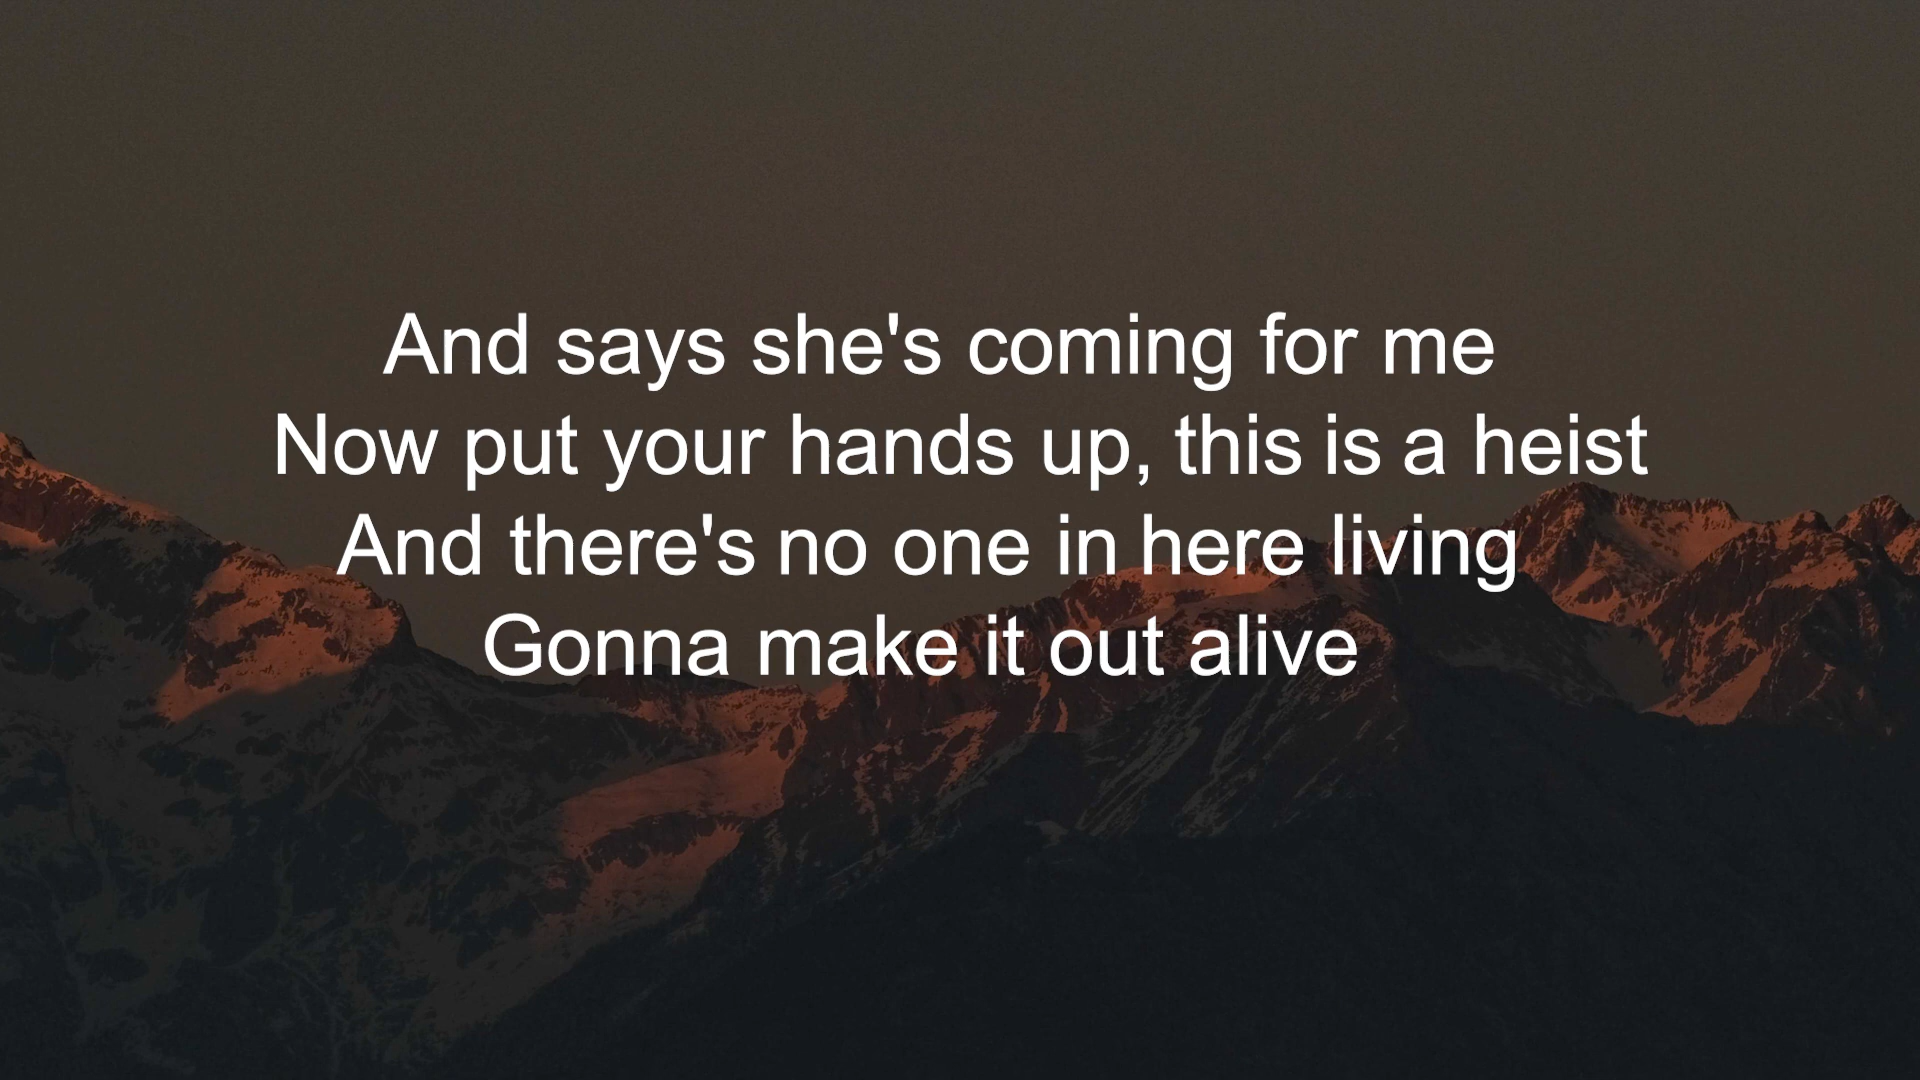 And says she's coming for me
Now put your hands up, this is a heist
And there's no one in here living
Gonna make it out alive